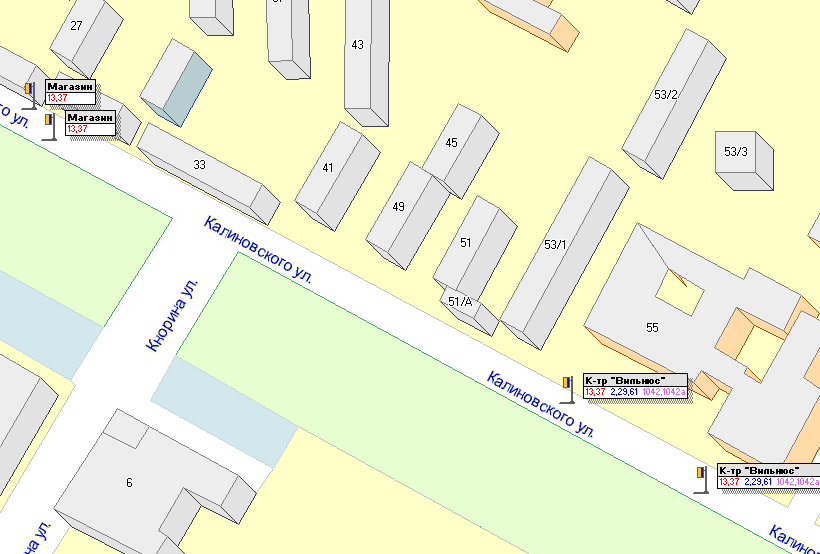 27
43
53/2
Магазин
13,37
Магазин
13,37
45
53/3
33
41
49
51
53/1
Калиновского ул.
51/А
Кнорина ул.
55
К-тр "Вильнюс"
13,37 2,29,61 1042,1042а
Калиновского ул.
6
К-тр "Вильнюс"
13,37 2,29,61 1042,1042а